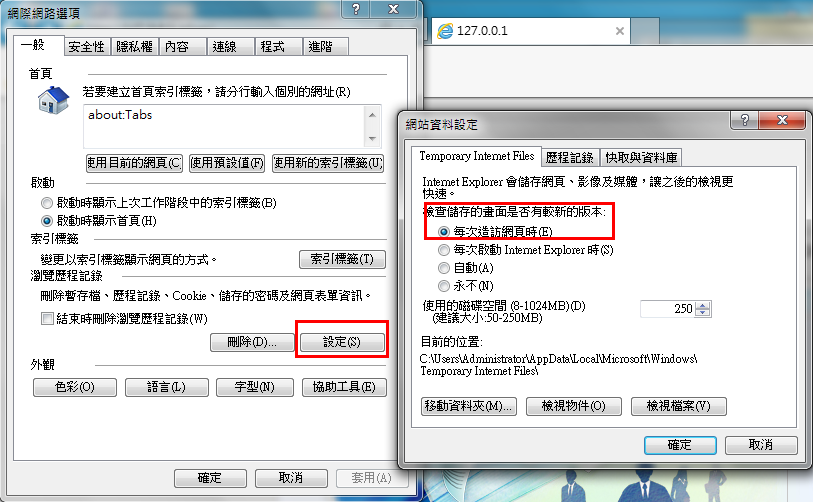 網際網路選項
一般
安全性
隱私權
內容
連線
程式
進階
首頁
若要建立首頁索引標籤，請分行輸入個別的網址(R)
about:Tabs
使用目前的網頁(C)
使用預設值(F)
使用新的索引標籤(U)
啟動
啟動時顯示上次工作階段中的索引標籤(B)
啟動時顯示首頁(H)
索引標籤
變更以索引標籤顯示網頁的方式。
索引標籤(T)
瀏覽歷程記錄
刪除暫存檔、歷程記錄、Cookie、儲存的密碼及網頁表單資訊。
結束時刪除瀏覽歷程記錄(W)
刪除(D)...
設定(S)
外觀
色彩(O)
語言(L)
字型(N)
協助工具(E)
確定
取消
套用(A)
127.0.0.1
網站資料設定
Temporary Internet Files
歷程記錄
快取與資料庫
Internet Explorer 會儲存網頁、影像及媒體，讓之後的檢視更
快速。
檢查儲存的畫面是否有較新的版本:
每次造訪網頁時(E)
每次啟動 Internet Explorer 時(S)
自動(A)
永不(N)
使用的磁碟空間 (8-1024MB)(D)
(建議大小:50-250MB)
250
目前的位置:
C:\Users\Administrator\AppData\Local\Microsoft\Windows\
Temporary Internet Files\
移動資料夾(M)...
檢視物件(O)
檢視檔案(V)
確定
取消